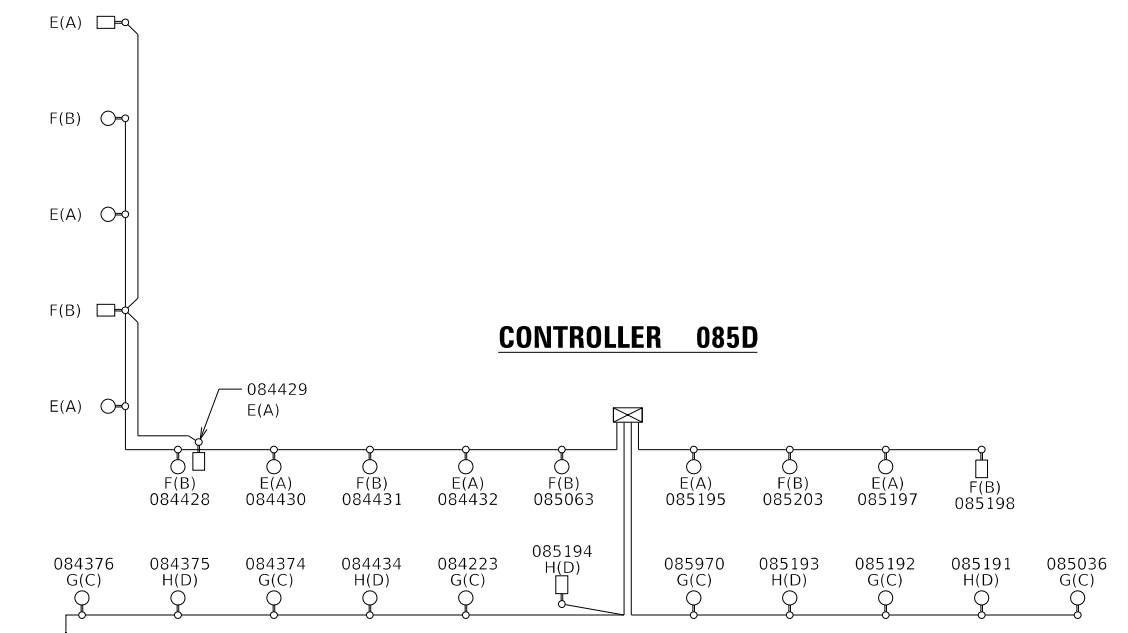 E(A)
F(B)
E(A)
F(B)
CONTROLLER 085D
084429
E(A)
E(A)
F(B) E(A) F(B) E(A) F(B) E(A) F(B) E(A) F(B)
084428 084430 084431 084432 085063 085195 085203 085197 085198
084376 084375 084374 084434 084223 085194 085970 085193 085192 085191 085036
G(C) H(D) G(C) H(D) G(C) H(D) G(C) H(D) G(C) H(D) G(C)